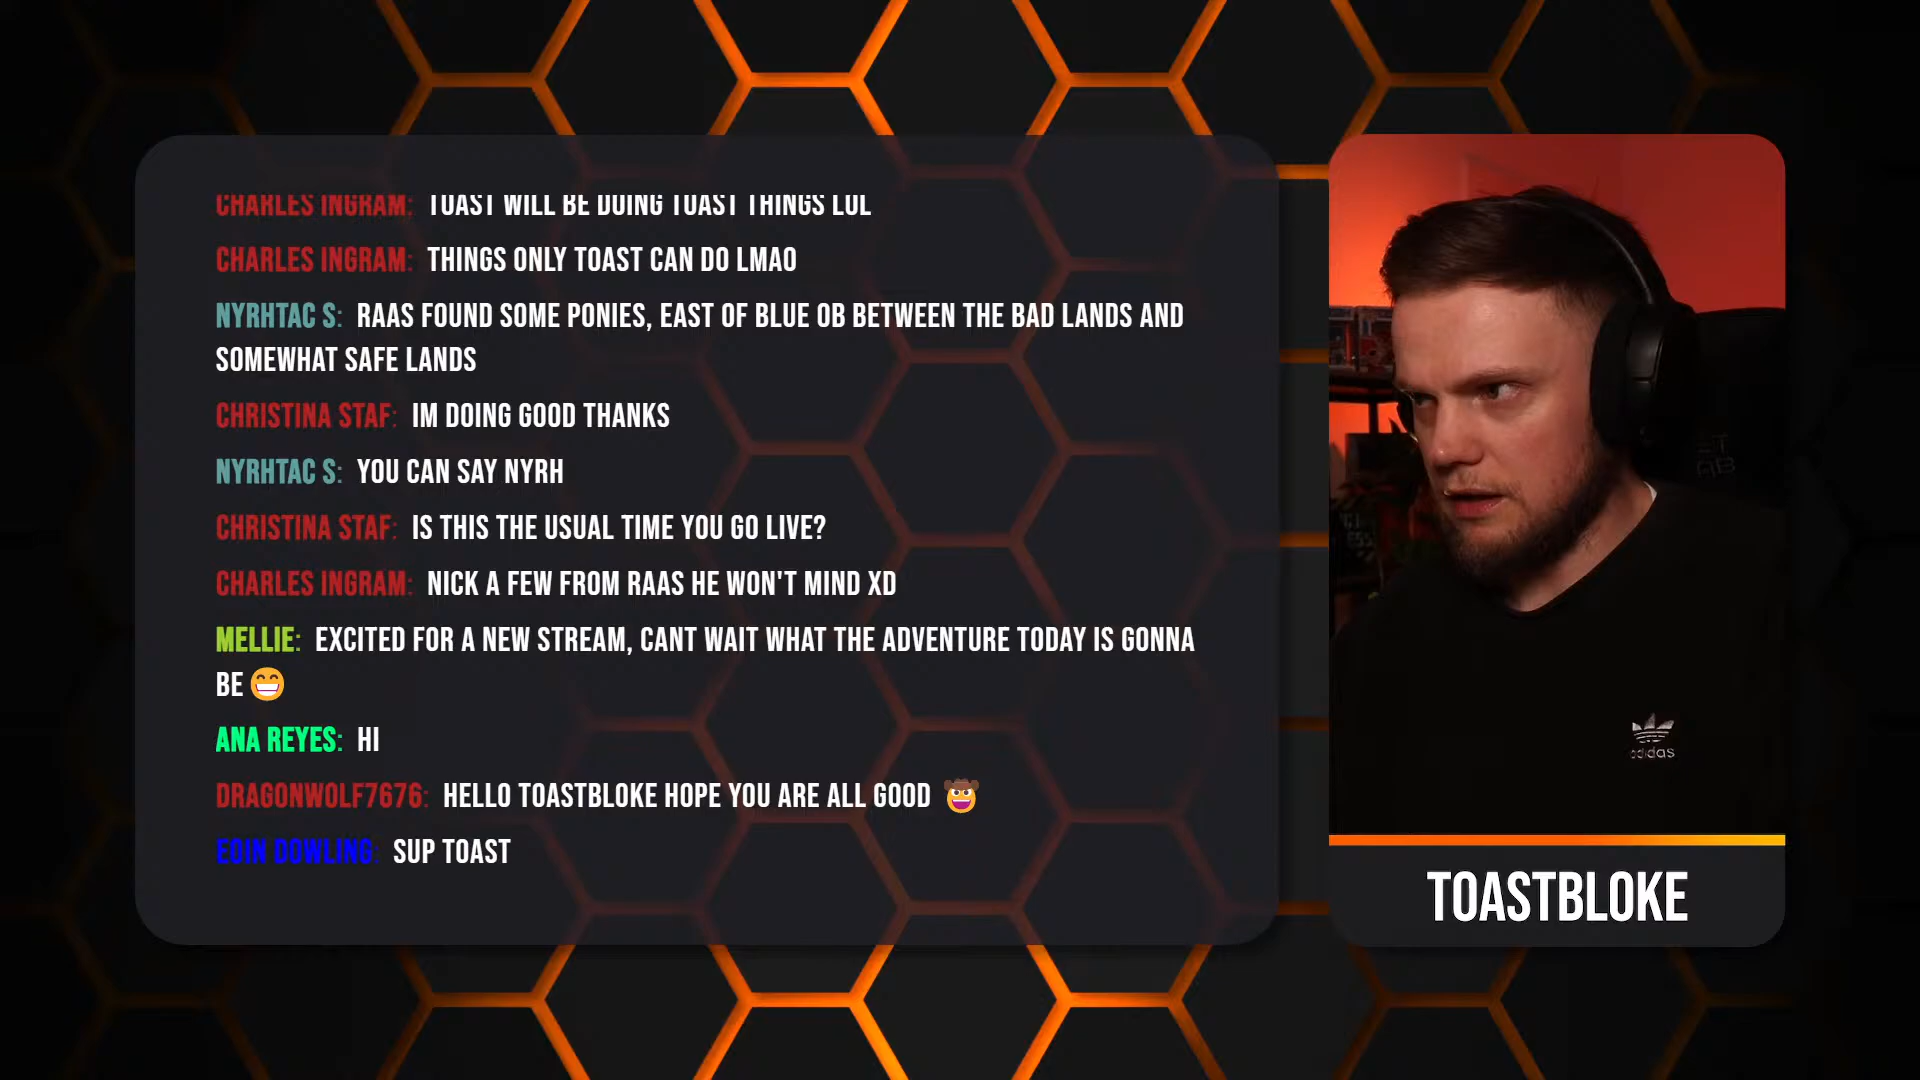 CHARLES INGRAM: TOAST WILL BE DOING TOAST THINGS LOL
CHARLES INGRAM: THINGS ONLY TOAST CAN DO LMAO
NYRHTAC S: RAAS FOUND SOME PONIES, EAST OF BLUE OB BETWEEN THE BAD LANDS AND
SOMEWHAT SAFE LANDS
CHRISTINA STAF: IM DOING GOOD THANKS
NYRHTAC S: YOU CAN SAY NYRH
CHRISTINA STAF: IS THIS THE USUAL TIME YOU GO LIVE?
CHARLES INGRAM: NICK A FEW FROM RAAS HE WON'T MIND XD
MELLIE: EXCITED FOR A NEW STREAM, CANT WAIT WHAT THE ADVENTURE TODAY IS GONNA
BE 😁
ANA REYES: HI
DRAGONWOLF7676: HELLO TOASTBLOKE HOPE YOU ARE ALL GOOD 🤠
EOIN DOWLING: SUP TOAST
adidas
TOASTBLOKE